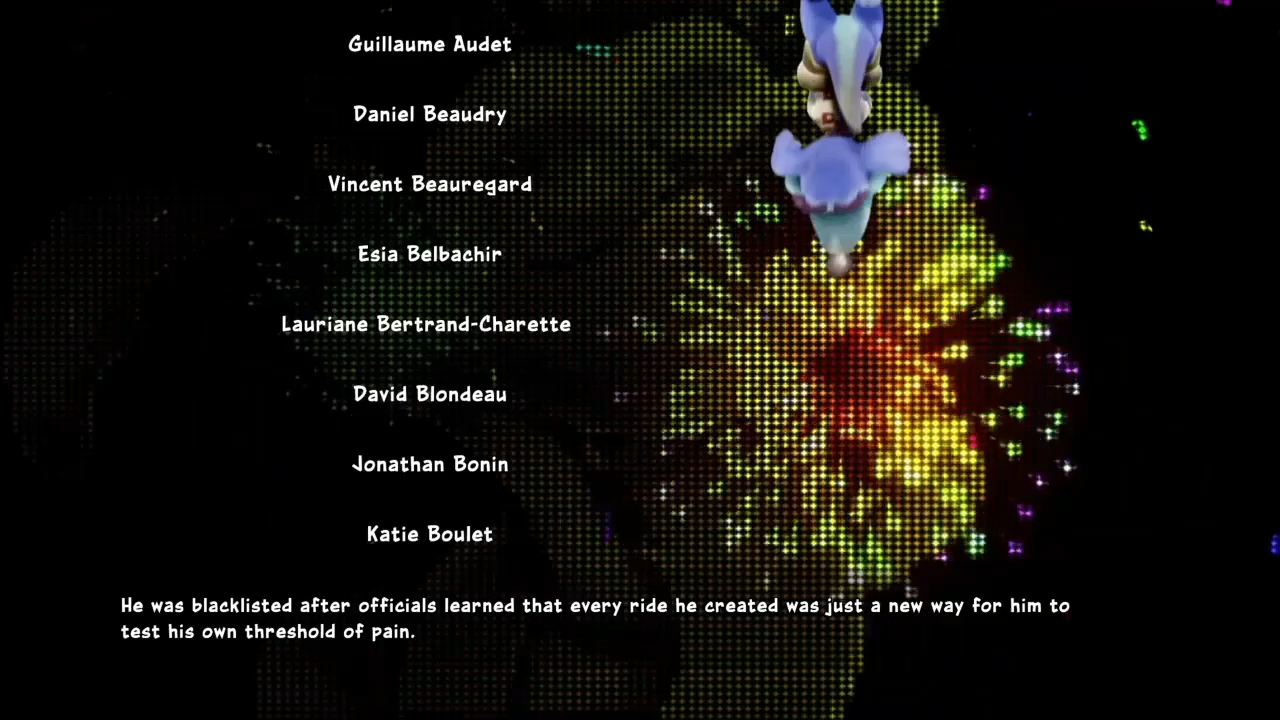 Guillaume Audet
Daniel Beaudry
Vincent Beauregard
Esia Belbachir
Lauriane Bertrand-Charette
David Blondeau
Jonathan Bonin
Katie Boulet
He was blacklisted after officials learned that every ride he created was just a new way for him to
test his own threshold of pain.